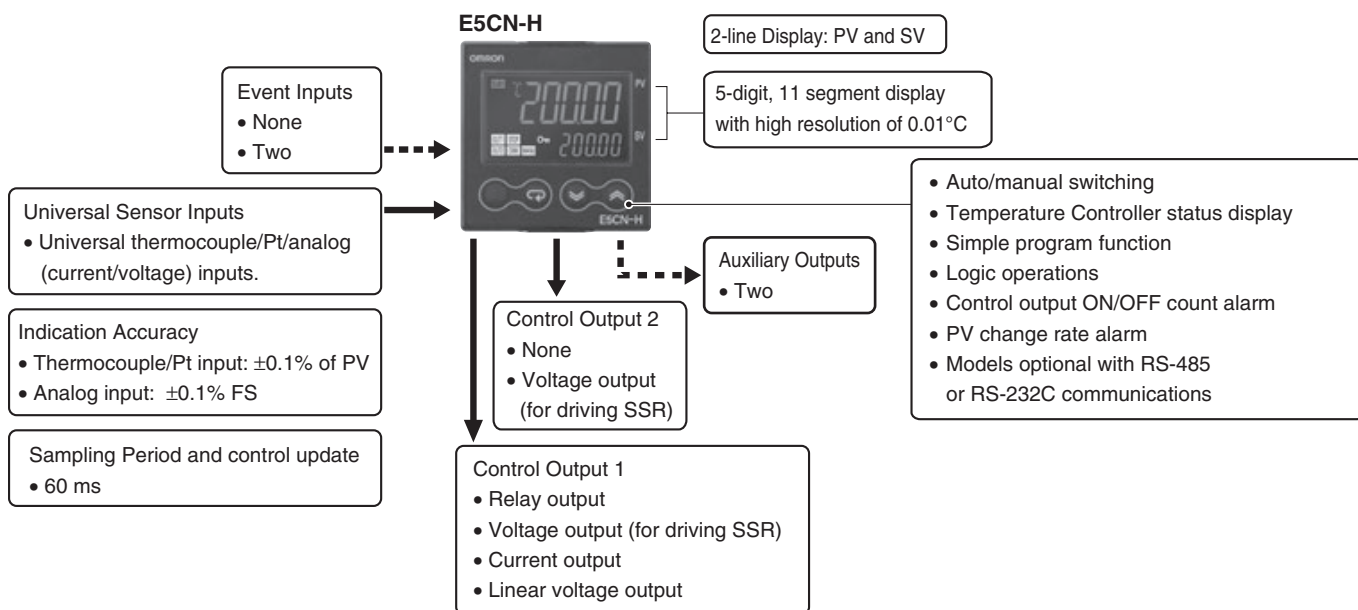 E5CN-H
2-line Display: PV and SV
omron
PV
°C
200.00
SV
200.00
E5CN-H
5-digit, 11 segment display
with high resolution of 0.01°C
Event Inputs
• None
• Two
Universal Sensor Inputs
• Universal thermocouple/Pt/analog
(current/voltage) inputs.
Indication Accuracy
• Thermocouple/Pt input: ±0.1% of PV
• Analog input: ±0.1% FS
Sampling Period and control update
• 60 ms
Control Output 2
• None
• Voltage output
(for driving SSR)
Auxiliary Outputs
• Two
• Auto/manual switching
• Temperature Controller status display
• Simple program function
• Logic operations
• Control output ON/OFF count alarm
• PV change rate alarm
• Models optional with RS-485
or RS-232C communications
Control Output 1
• Relay output
• Voltage output (for driving SSR)
• Current output
• Linear voltage output